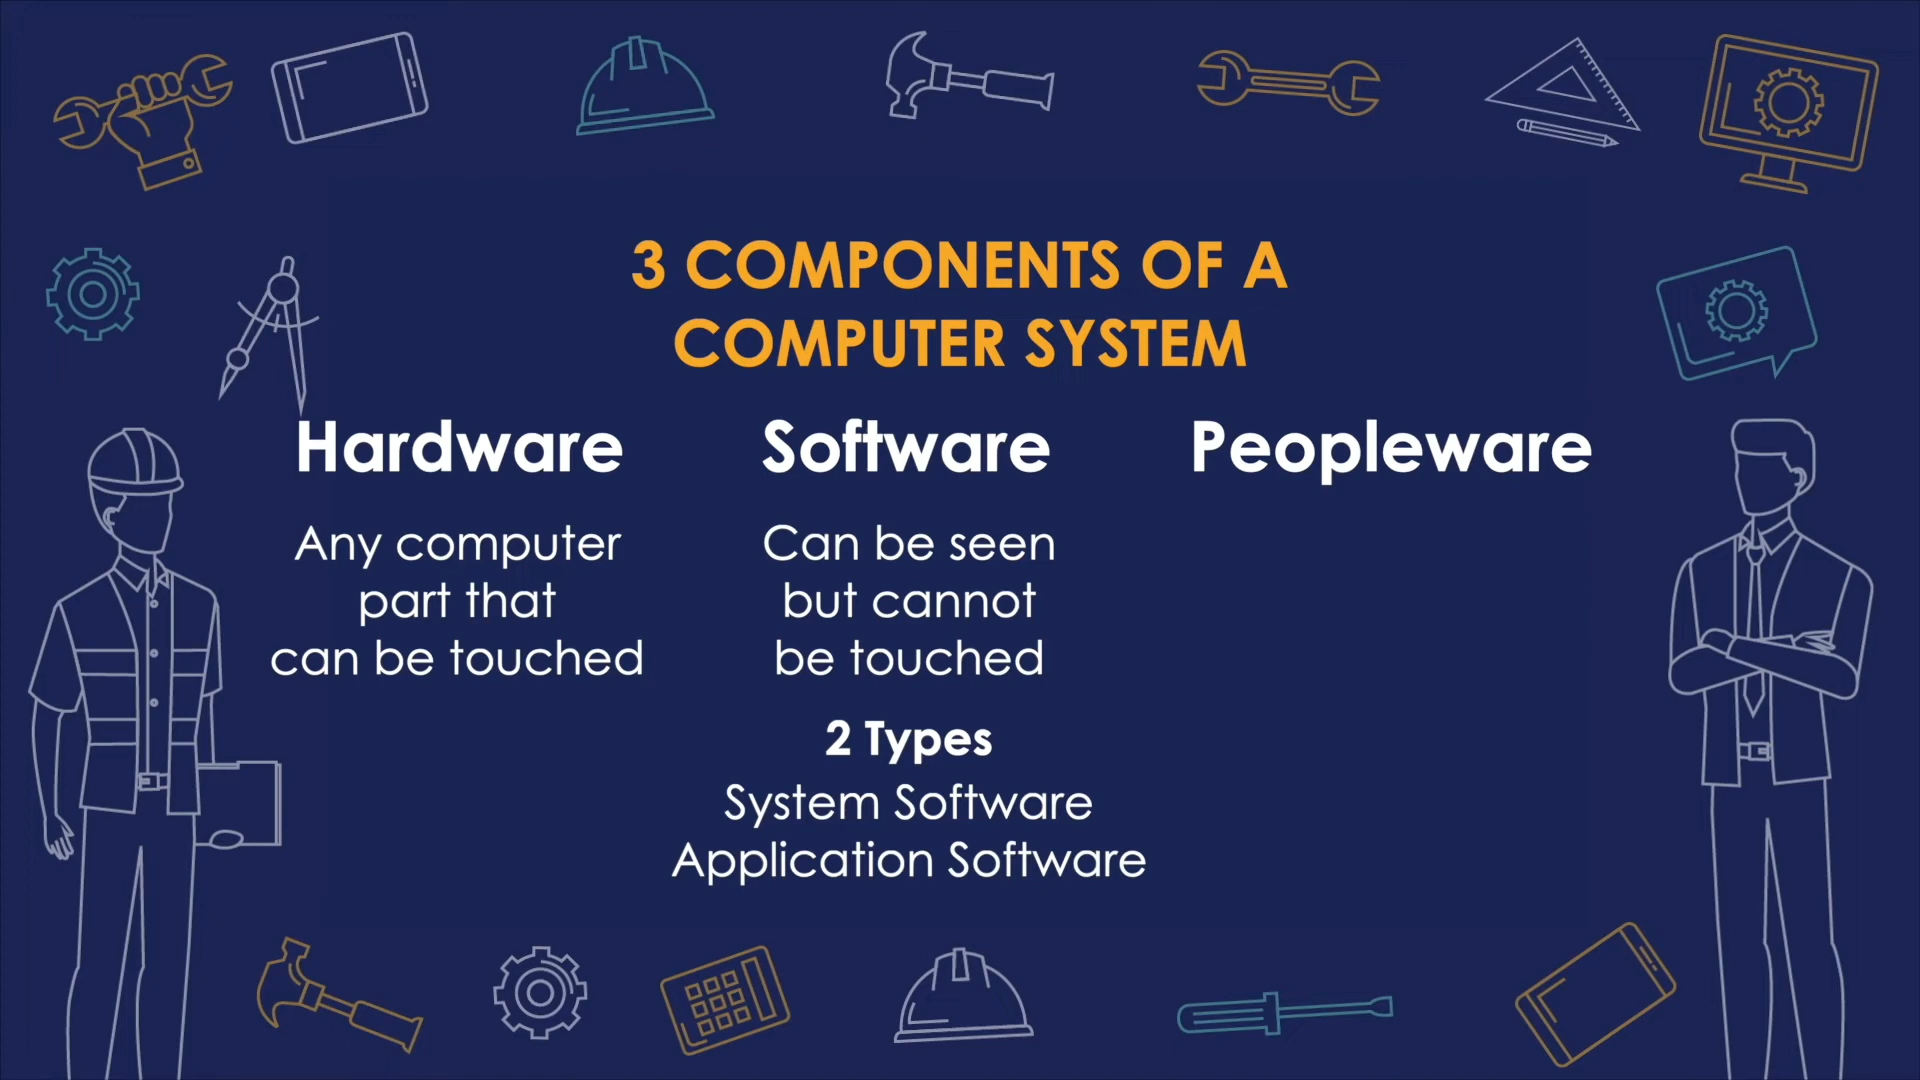 3 COMPONENTS OF A
COMPUTER SYSTEM
Hardware
Any computer
part that
can be touched
Software
Can be seen
but cannot
be touched
2 Types
System Software
Application Software
Peopleware